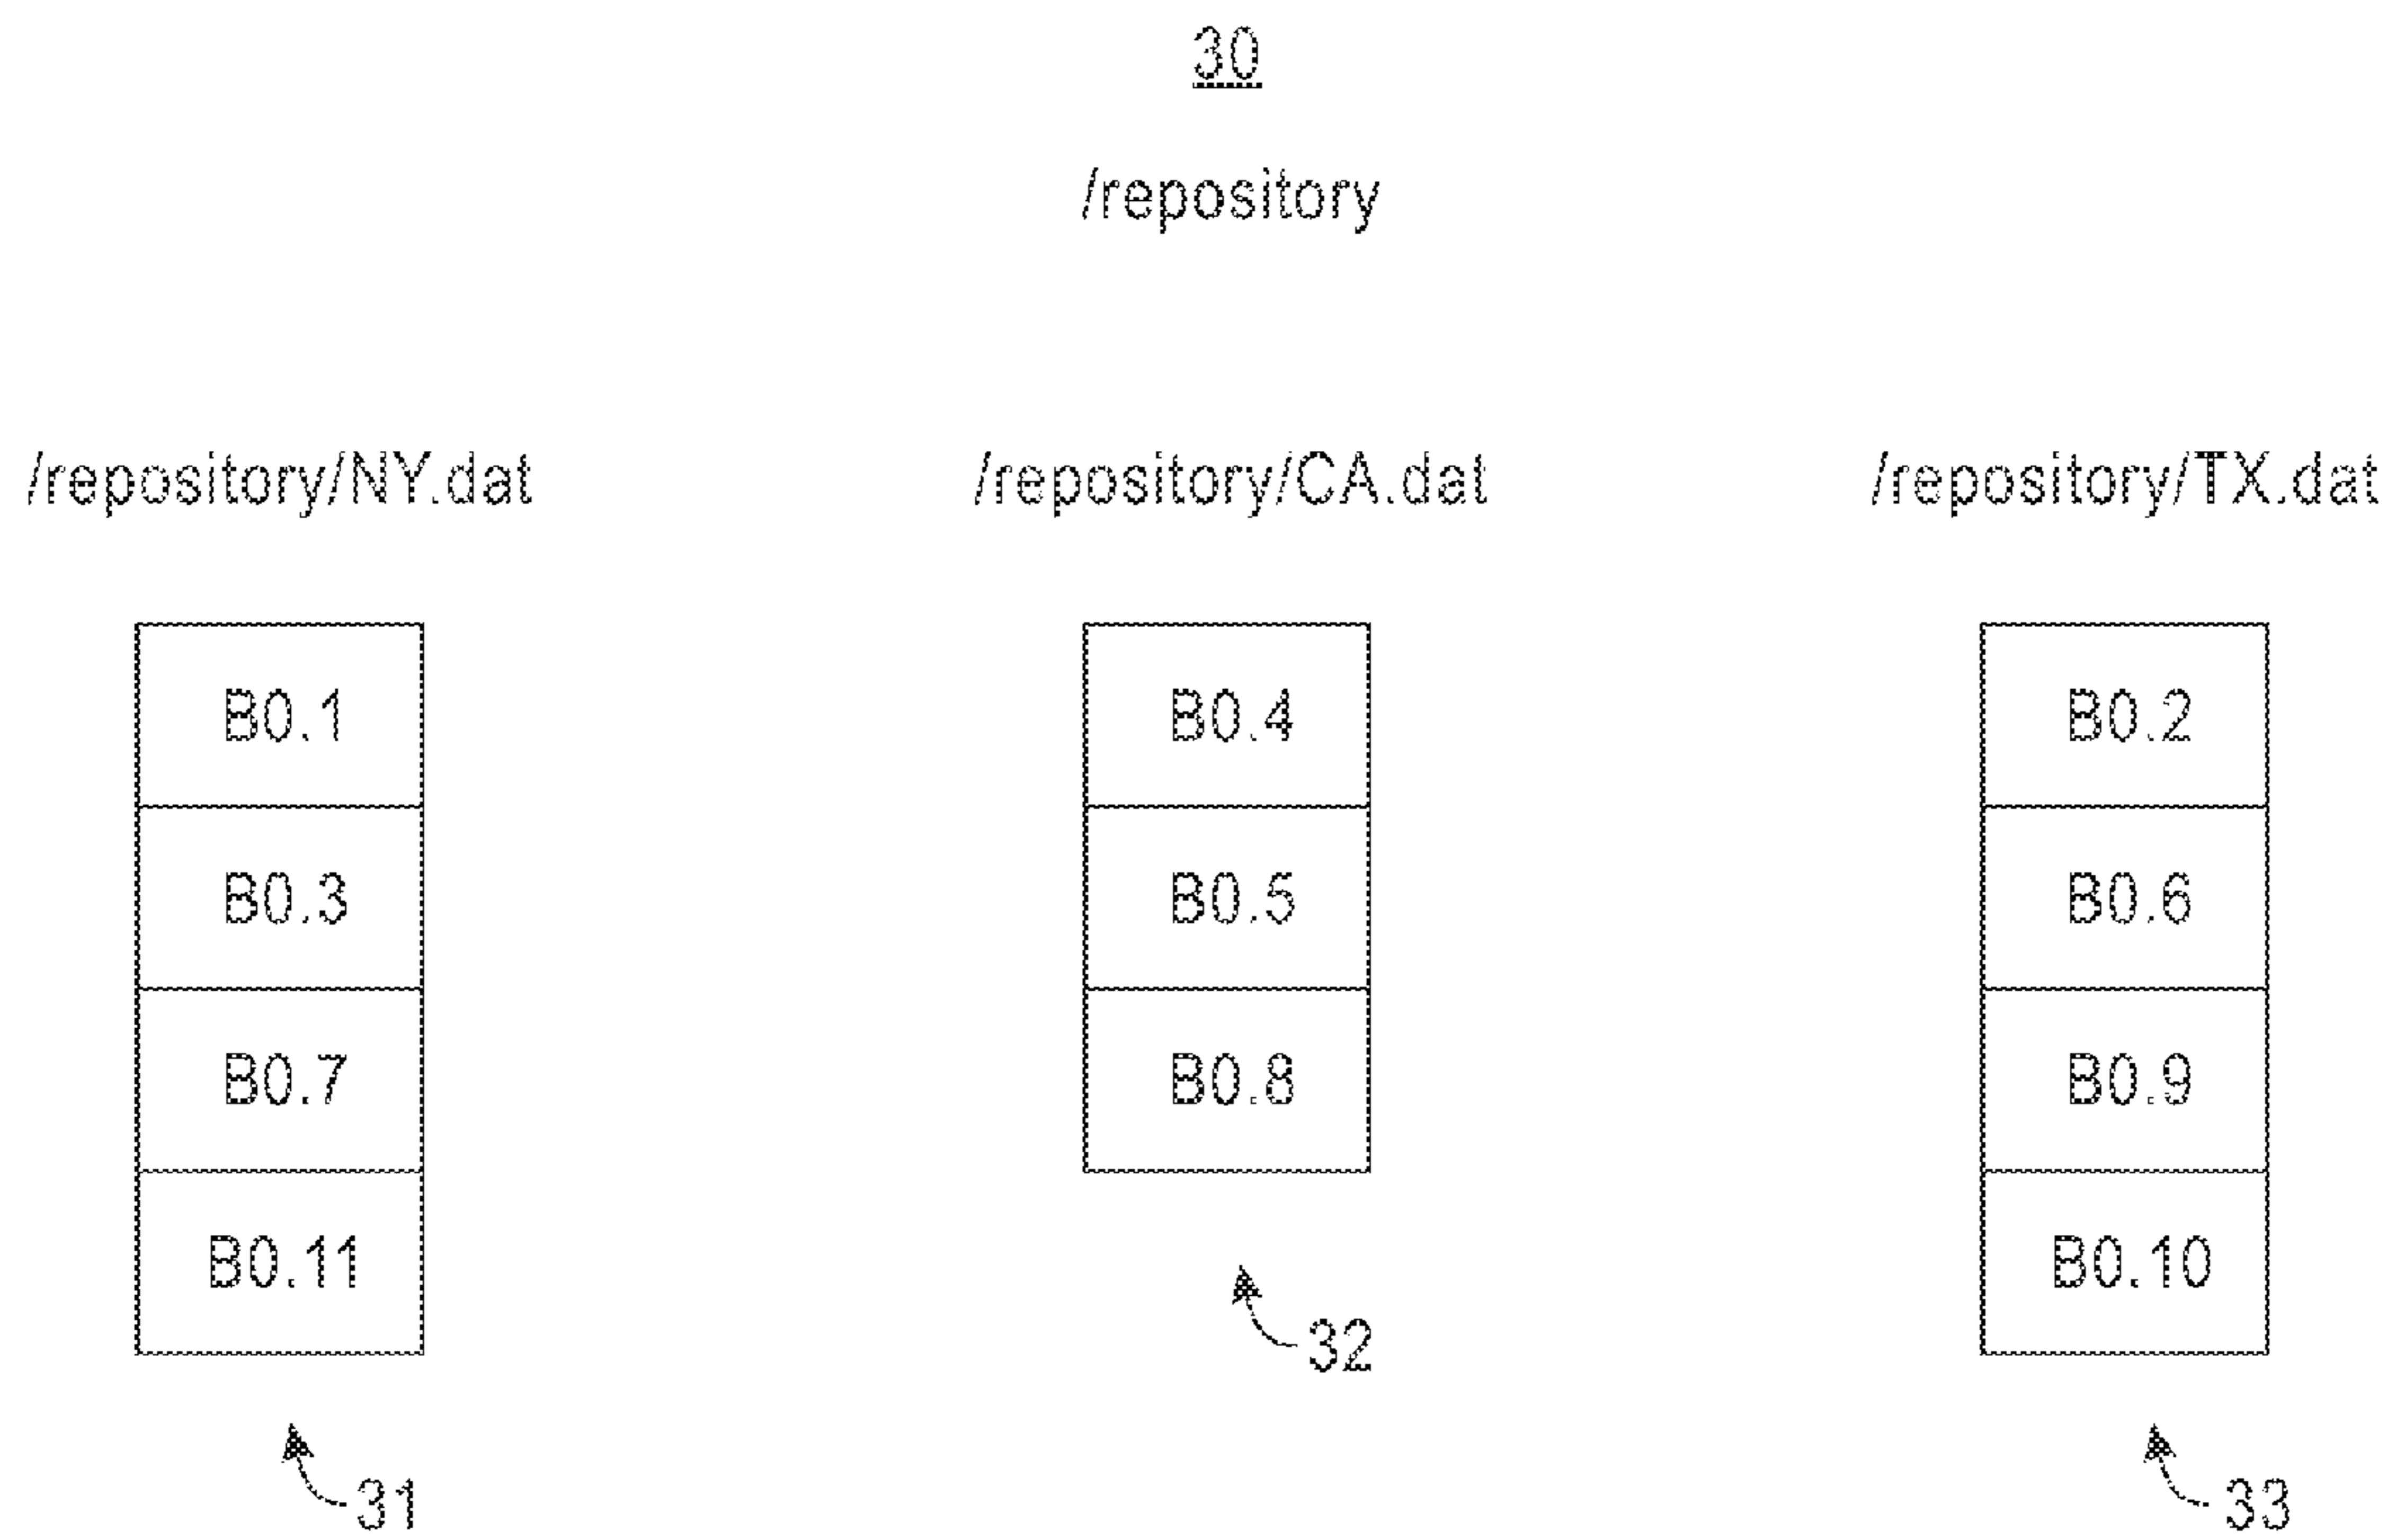 30
/repository
/repository/NY.dat
/repository/CA.dat
/repository/TX.dat
B0.1
B0.3
B0.7
B0.11
31
B0.4
B0.5
B0.8
32
B0.2
B0.6
B0.9
B0.10
33